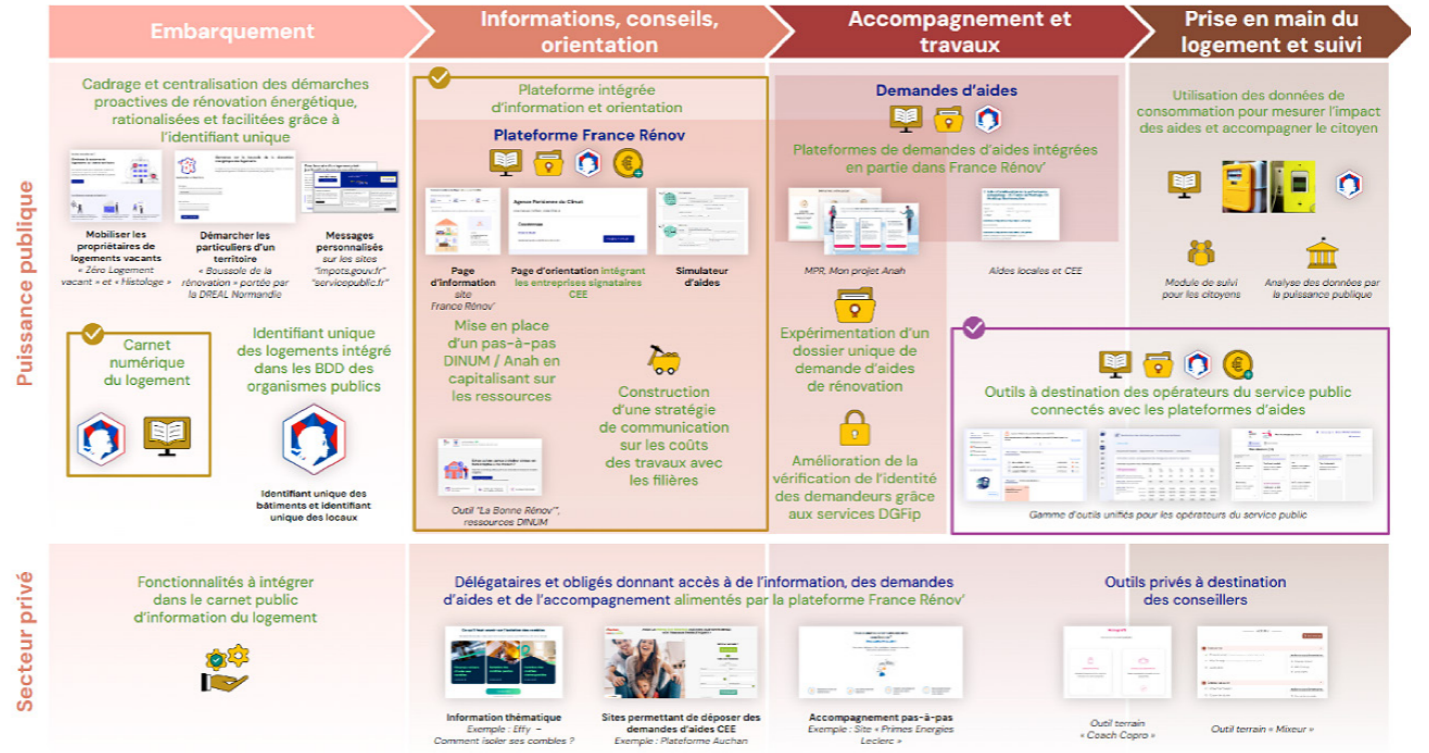 Embarquement
Informations, conseils,
orientation
Accompagnement et
travaux
Prise en main du
logement et suivi
Puissance publique
Cadrage et centralisation des démarches
proactives de rénovation énergétique,
rationalisées et facilitées grâce à
l'identifiant unique
Mobiliser les
propriétaires de
logements vacants
« Zéro Logement
vacant » et « Histologe »
Démarcher les
particuliers d'un
territoire
« Boussole de la
rénovation » portée par
la DREAL Normandie
Messages
personnalisés
sur les sites
"impots.gouv.fr"
"servicepublic.fr"
Carnet
numérique
du logement
Identifiant unique
des logements intégré
dans les BDD des
organismes publics
Identifiant unique des
bâtiments et identifiant
unique des locaux
Plateforme intégrée
d'information et orientation
Plateforme France Rénov
Agence Parisienne du Climat
Page
d'information
site
France Rénov'
Page d'orientation intégrant
les entreprises signataires
CEE
Simulateur
d'aides
Mise en place
d'un pas-à-pas
DINUM / Anah en
capitalisant sur
les ressources
Outil "La Bonne Rénov'",
ressources DINUM
Construction
d'une stratégie
de communication
sur les coûts
des travaux avec
les filières
Demandes d'aides
Plateformes de demandes d'aides intégrées
en partie dans France Rénov'
MPR, Mon projet Anah
Aides locales et CEE
Expérimentation d'un
dossier unique de
demande d'aides
de rénovation
Amélioration de la
vérification de l'identité
des demandeurs grâce
aux services DGFip
Utilisation des données de
consommation pour mesurer l'impact
des aides et accompagner le citoyen
Module de suivi
pour les citoyens
Analyse des données par
la puissance publique
Outils à destination des opérateurs du service public
connectés avec les plateformes d'aides
Gamme d'outils unifiés pour les opérateurs du service public
Secteur privé
Fonctionnalités à intégrer
dans le carnet public
d'information du logement
Délégataires et obligés donnant accès à de l'information, des demandes
d'aides et de l'accompagnement alimentés par la plateforme France Rénov'
Information thématique
Exemple : Effy –
Comment isoler ses combles ?
Sites permettant de déposer des
demandes d'aides CEE
Exemple : Plateforme Auchan
Accompagnement pas-à-pas
Exemple : Site « Primes Energies
Leclerc »
Outils privés à destination
des conseillers
Outil terrain
« Coach Copro »
Outil terrain « Mixeur »